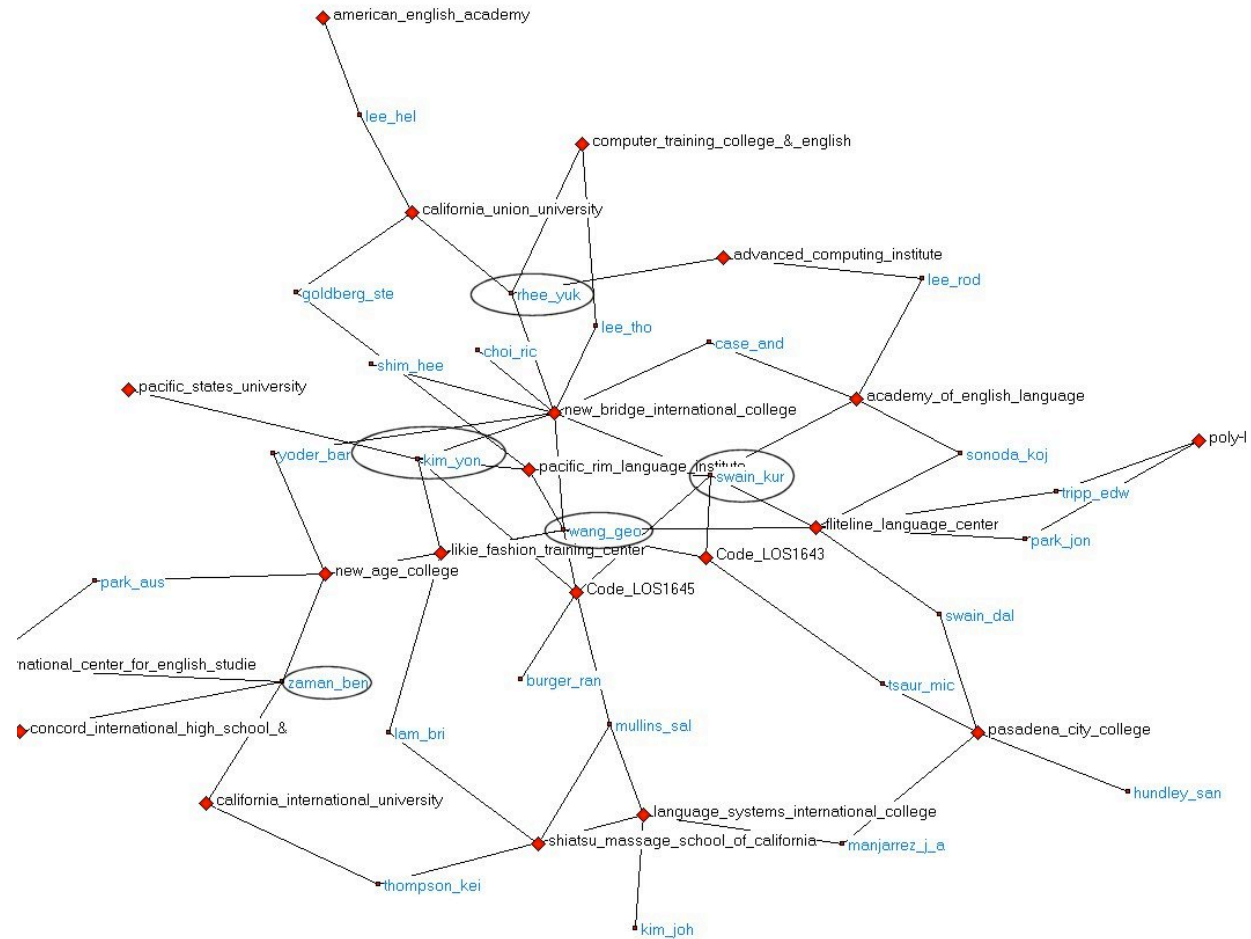 american_english_academy
lee_hel
computer_training_college_&_english
california_union_university
advanced_computing_institute
lee_rod
goldberg_ste
rhee_yuk
lee_tho
case_and
choi_ric
shim_hee
pacific_states_university
academy_of_english_language
new_bridge_international_college
poly-l
yoder_bar
kim_yon
sonoda_koj
pacific_rim_language_institute
swain_kur
tripp_edw
fliteline_language_center
wang_geo
park_jon
likie_fashion_training_center
Code_LOS1643
new_age_college
park_aus
Code_LOS1645
swain_dal
rnational_center_for_english_studie
zaman_ben
burger_ran
tsaur_mic
mullins_sal
concord_international_high_school_&
lam_bri
pasadena_city_college
hundley_san
california_international_university
language_systems_international_college
shiatsu_massage_school_of_california
manjarrez_j_a
thompson_kei
kim_joh